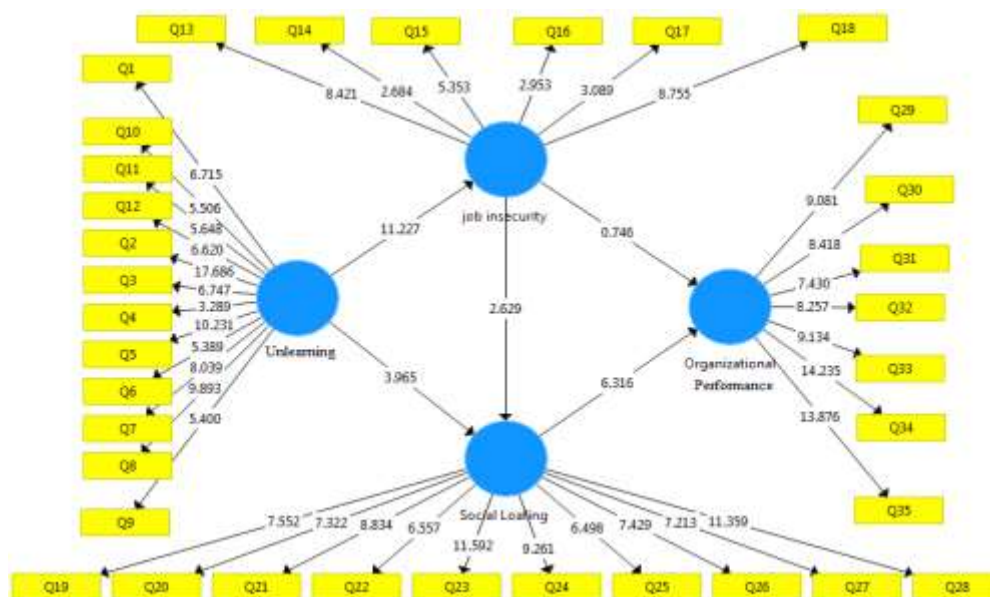 Q13
Q14
Q15
Q16
Q17
Q18
Q1
8.421
2.684
5.353
2.953
3.089
8.755
Q29
Q10
Q11
Q12
Q2
Q3
Q4
Q5
Q6
Q7
Q8
Q9
6.715
5.506
5.648
6.620
17.686
6.747
3.289
10.231
5.389
8.039
9.893
5.400
Unlearning
11.227
job insecurity
0.746
2.629
3.965
6.316
Organizational
Performance
9.081
8.418
7.430
8.257
9.134
14.235
13.876
Q30
Q31
Q32
Q33
Q34
Q35
Social Loafing
7.552
7.322
8.834
6.557
11.592
9.261
6.498
7.429
7.213
11.359
Q19
Q20
Q21
Q22
Q23
Q24
Q25
Q26
Q27
Q28